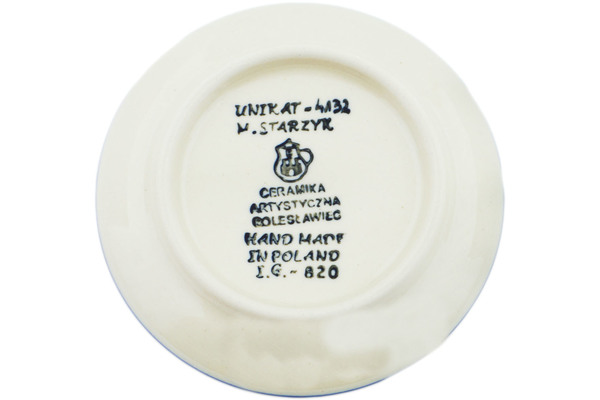 UNIKAT-4132
M.STARZYK
CERAMIKA
ARTYSTYCZNA
BOLESŁAWIEC
HAND MADE
IN POLAND
I.G.-820